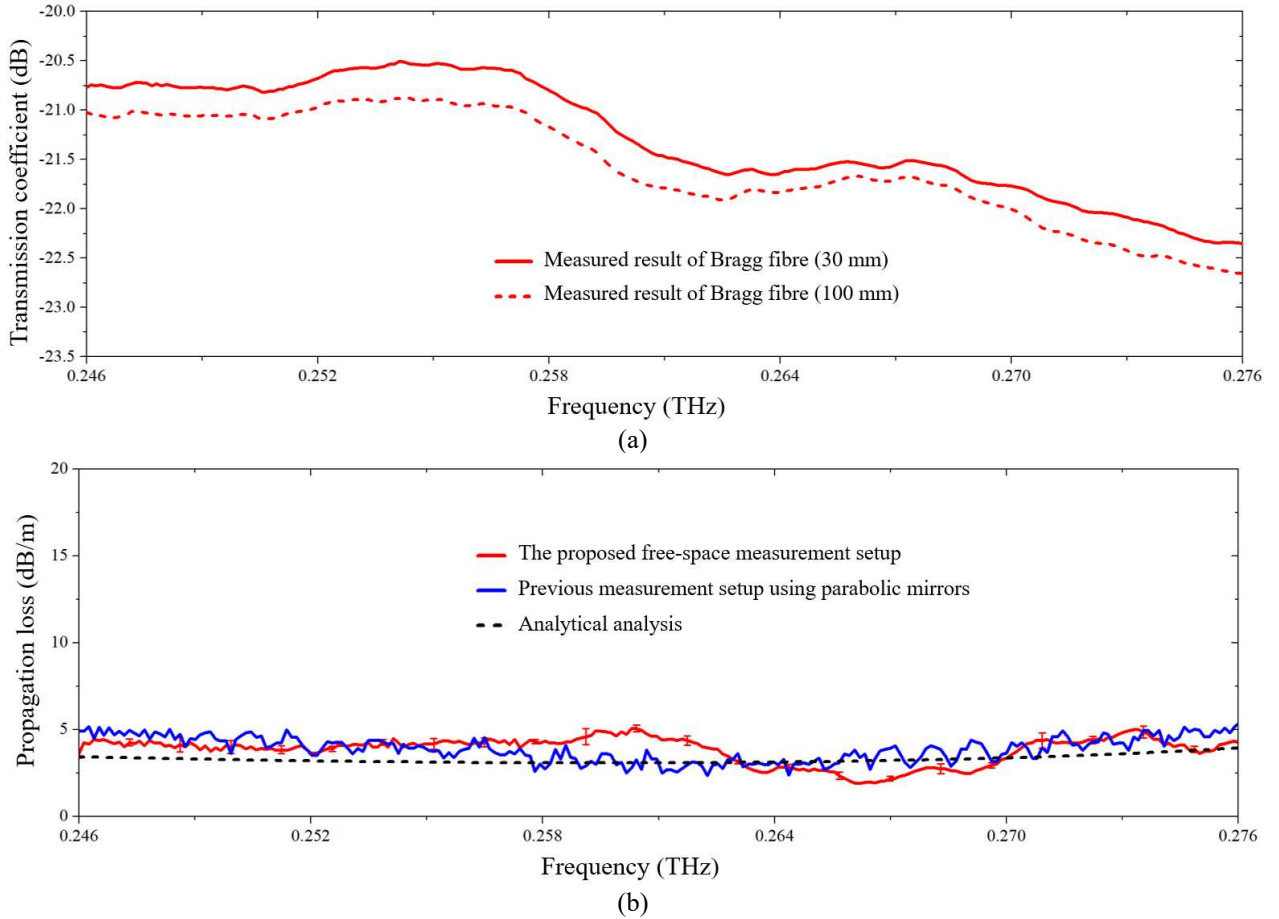 -20.0
-20.5
-21.0
-21.5
-22.0
-22.5
-23.0
-23.5
Transmission coefficient (dB)
Measured result of Bragg fibre (30 mm)
Measured result of Bragg fibre (100 mm)
0.246 0.252 0.258 0.264 0.270 0.276
Frequency (THz)
(a)
20
15
10
5
0
Propagation loss (dB/m)
The proposed free-space measurement setup
Previous measurement setup using parabolic mirrors
Analytical analysis
0.246 0.252 0.258 0.264 0.270 0.276
Frequency (THz)
(b)